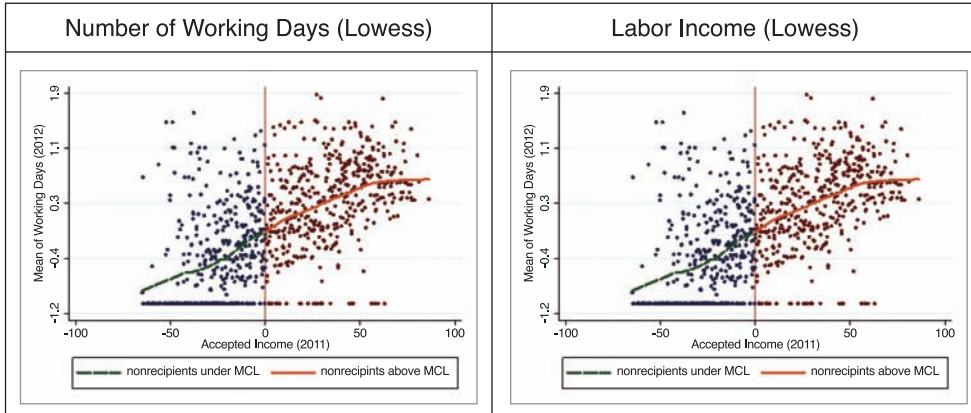 Number of Working Days (Lowess)
Mean of Working Days (2012)
1.9
1.1
0.3
-0.4
-1.2
-100 -50 0 50 100
Accepted Income (2011)
nonrecipients under MCL nonrecipints above MCL
Labor Income (Lowess)
Mean of Working Days (2012)
1.9
1.1
0.3
-0.4
-1.2
-100 -50 0 50 100
Accepted Income (2011)
nonrecipients under MCL nonrecipints above MCL